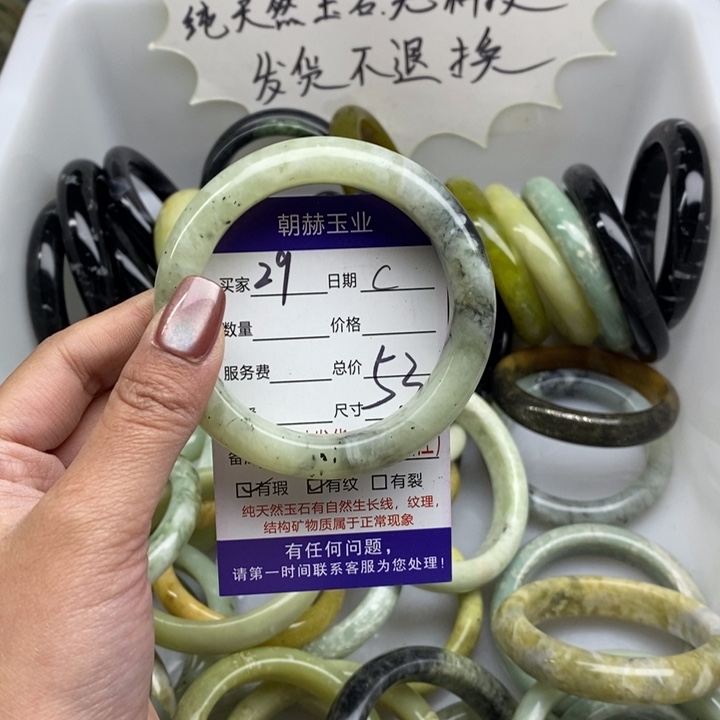 纯天然玉石.无
发货不退换
朝赫玉业
买家 29 日期 C
数量 价格
服务费 总价 52
尺寸
☑有瑕 ☑有纹 ☐有裂
纯天然玉石有自然生长线，纹理，
结构矿物质属于正常现象
有任何问题，
请第一时间联系客服为您处理！